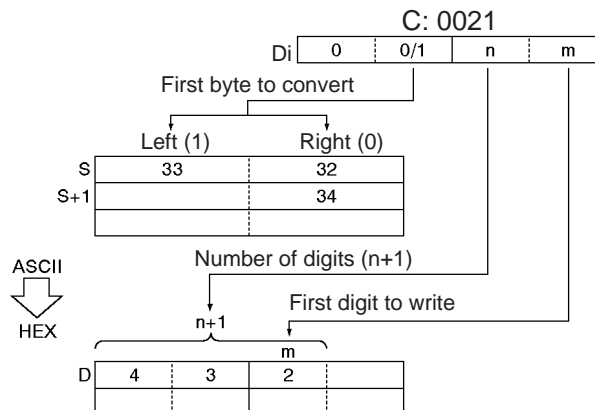 C: 0021
Di 0 0/1 n m
First byte to convert
Left (1) Right (0)
S 33 32
S+1 34
Number of digits (n+1)
ASCII
First digit to write
HEX
n+1
m
D 4 3 2